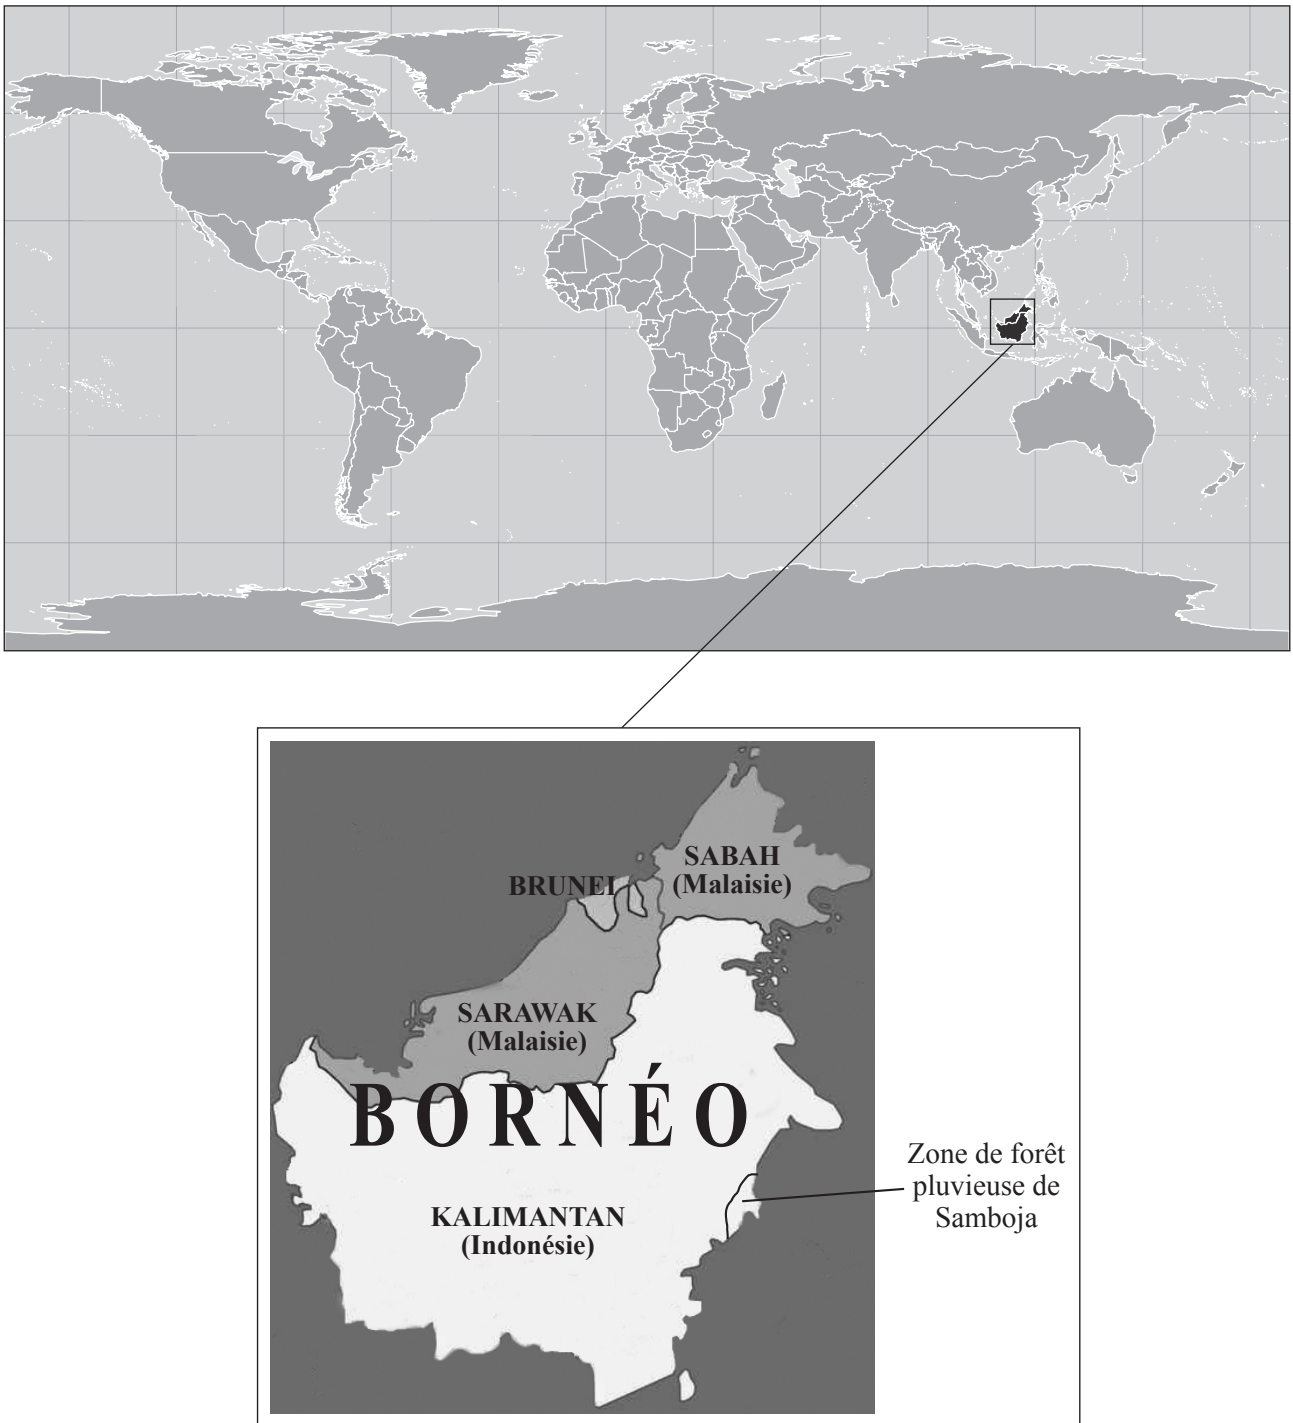 SABAH
(Malaisie)
BRUNEI
SARAWAK
(Malaisie)
BORNÉO
Zone de forêt
pluvieuse de
Samboja
KALIMANTAN
(Indonésie)